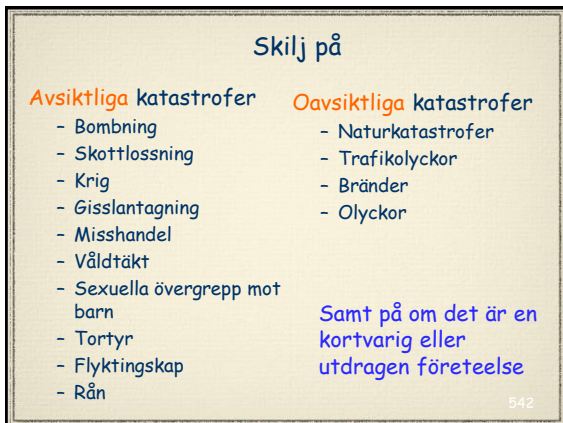 Skilj på
Avsiktliga katastrofer
- Bombning
- Skottlossning
- Krig
- Gisslantagning
- Misshandel
- Våldtäkt
- Sexuella övergrepp mot
barn
- Tortyr
- Flyktingskap
- Rån
Oavsiktliga katastrofer
- Naturkatastrofer
- Trafikolyckor
- Bränder
- Olyckor
Samt på om det är en
kortvarig eller
utdragen företeelse
542